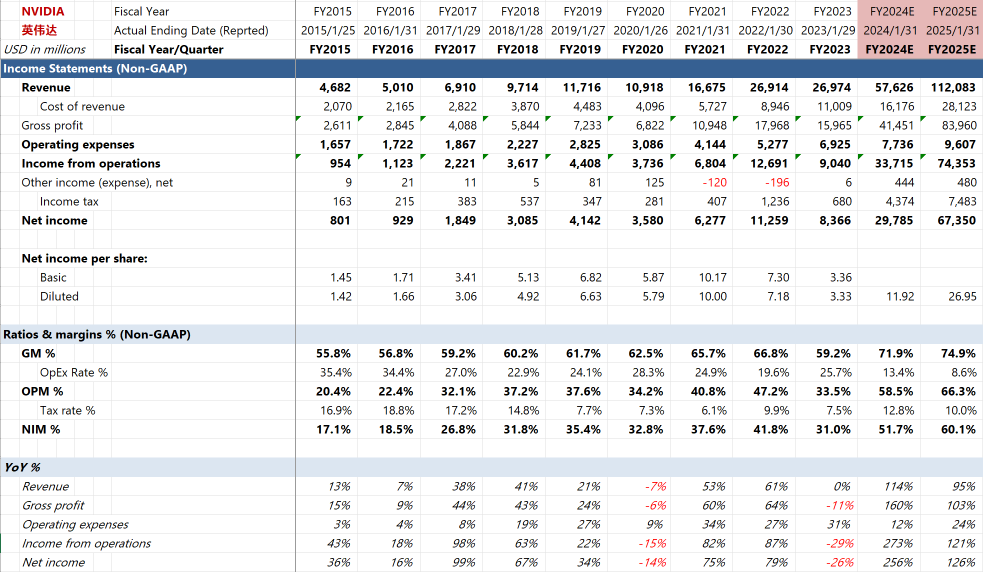 NVIDIA Fiscal Year FY2015 FY2016 FY2017 FY2018 FY2019 FY2020 FY2021 FY2022 FY2023 FY2024E FY2025E
英伟达 Actual Ending Date (Reprted) 2015/1/25 2016/1/31 2017/1/29 2018/1/28 2019/1/27 2020/1/26 2021/1/31 2022/1/30 2023/1/29 2024/1/31 2025/1/31
USD in millions Fiscal Year/Quarter FY2015 FY2016 FY2017 FY2018 FY2019 FY2020 FY2021 FY2022 FY2023 FY2024E FY2025E
Income Statements (Non-GAAP)
Revenue 4,682 5,010 6,910 9,714 11,716 10,918 16,675 26,914 26,974 57,626 112,083
Cost of revenue 2,070 2,165 2,822 3,870 4,483 4,096 5,727 8,946 11,009 16,176 28,123
Gross profit 2,611 2,845 4,088 5,844 7,233 6,822 10,948 17,968 15,965 41,451 83,960
Operating expenses 1,657 1,722 1,867 2,227 2,825 3,086 4,144 5,277 6,925 7,736 9,607
Income from operations 954 1,123 2,221 3,617 4,408 3,736 6,804 12,691 9,040 33,715 74,353
Other income (expense), net 9 21 11 5 81 125 -120 -196 6 444 480
Income tax 163 215 383 537 347 281 407 1,236 680 4,374 7,483
Net income 801 929 1,849 3,085 4,142 3,580 6,277 11,259 8,366 29,785 67,350
Net income per share:
Basic 1.45 1.71 3.41 5.13 6.82 5.87 10.17 7.30 3.36
Diluted 1.42 1.66 3.06 4.92 6.63 5.79 10.00 7.18 3.33 11.92 26.95
Ratios & margins % (Non-GAAP)
GM % 55.8% 56.8% 59.2% 60.2% 61.7% 62.5% 65.7% 66.8% 59.2% 71.9% 74.9%
OpEx Rate % 35.4% 34.4% 27.0% 22.9% 24.1% 28.3% 24.9% 19.6% 25.7% 13.4% 8.6%
OPM % 20.4% 22.4% 32.1% 37.2% 37.6% 34.2% 40.8% 47.2% 33.5% 58.5% 66.3%
Tax rate % 16.9% 18.8% 17.2% 14.8% 7.7% 7.3% 6.1% 9.9% 7.5% 12.8% 10.0%
NIM % 17.1% 18.5% 26.8% 31.8% 35.4% 32.8% 37.6% 41.8% 31.0% 51.7% 60.1%
YoY %
Revenue 13% 7% 38% 41% 21% -7% 53% 61% 0% 114% 95%
Gross profit 15% 9% 44% 43% 24% -6% 60% 64% -11% 160% 103%
Operating expenses 3% 4% 8% 19% 27% 9% 34% 27% 31% 12% 24%
Income from operations 43% 18% 98% 63% 22% -15% 82% 87% -29% 273% 121%
Net income 36% 16% 99% 67% 34% -14% 75% 79% -26% 256% 126%